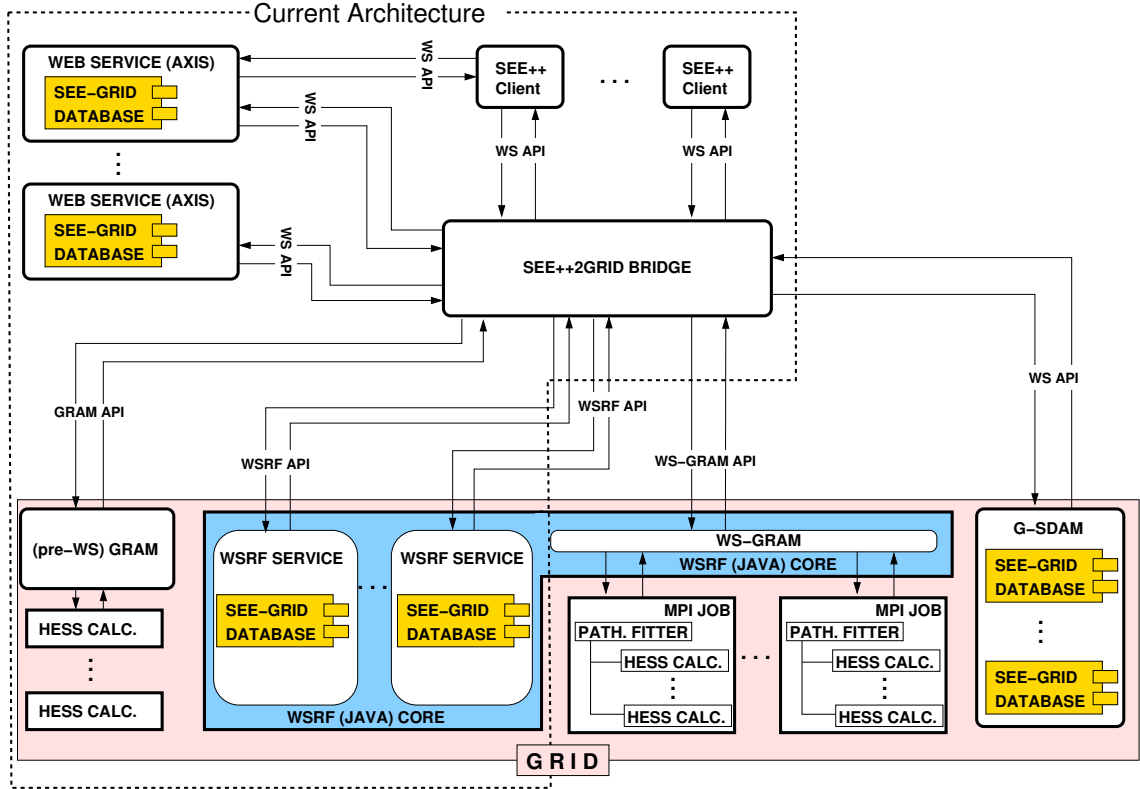 Current Architecture
WEB SERVICE (AXIS)
SEE-GRID
DATABASE
WS API
SEE++
Client
. . .
SEE++
Client
WS API
WS API
WS API
WEB SERVICE (AXIS)
SEE-GRID
DATABASE
WS API
SEE++2GRID BRIDGE
WS API
GRAM API
WSRF API
WSRF API
WS-GRAM API
(pre-WS) GRAM
HESS CALC.
HESS CALC.
WSRF SERVICE
SEE-GRID
DATABASE
. . .
WSRF SERVICE
SEE-GRID
DATABASE
WSRF (JAVA) CORE
WS-GRAM
WSRF (JAVA) CORE
MPI JOB
PATH. FITTER
HESS CALC.
HESS CALC.
. . .
MPI JOB
PATH. FITTER
HESS CALC.
HESS CALC.
G-SDAM
SEE-GRID
DATABASE
SEE-GRID
DATABASE
GRID